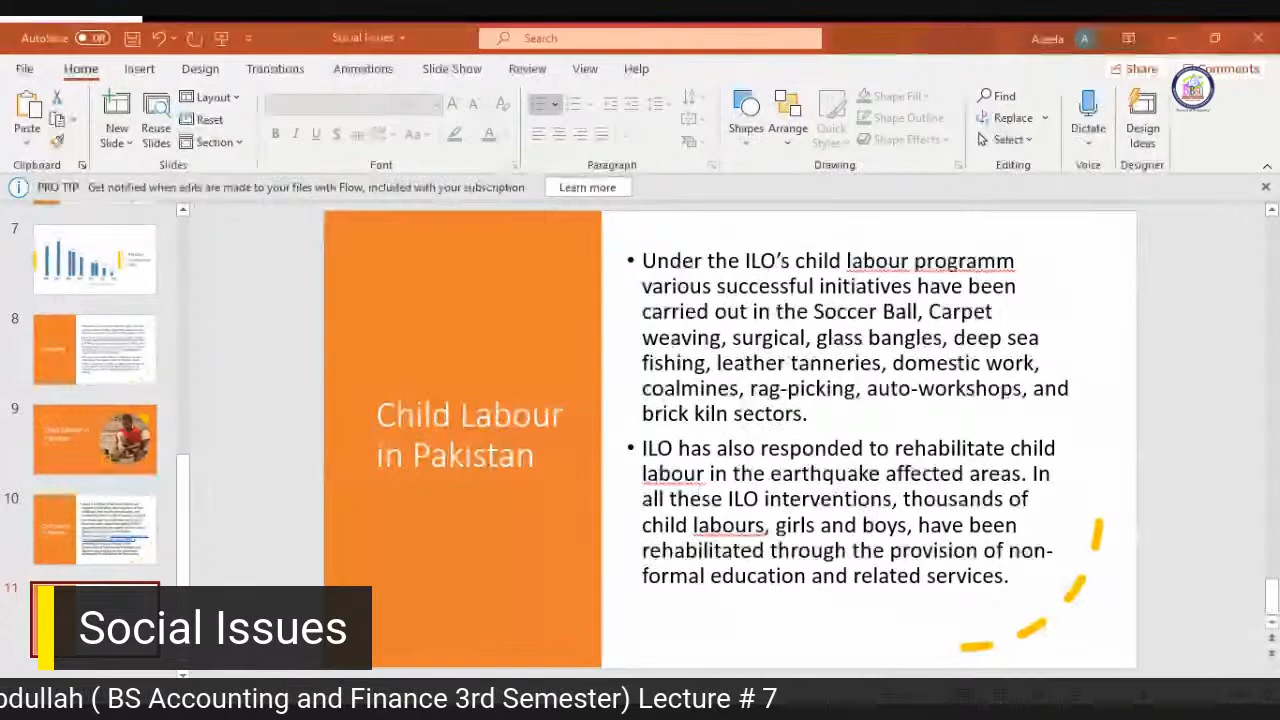 AutoSave Off
Social Issues
Search
Aqeela
A
File
Home
Insert
Design
Transitions
Animations
Slide Show
Review
View
Help
Share
Comments
Paste
New
Slide
Reuse
Slides
Layout
Reset
Section
Shapes
Arrange
Quick
Styles
Shape Fill
Shape Outline
Shape Effects
Find
Replace
Select
Dictate
Design
Ideas
Clipboard
Slides
Font
Paragraph
Drawing
Editing
Voice
Designer
PRO TIP Get notified when edits are made to your files with Flow, included with your subscription
Learn more
7
8
9
10
11
Child Labour
in Pakistan
• Under the ILO’s child labour programm
various successful initiatives have been
carried out in the Soccer Ball, Carpet
weaving, surgical, glass bangles, deep sea
fishing, leather tanneries, domestic work,
coalmines, rag-picking, auto-workshops, and
brick kiln sectors.
• ILO has also responded to rehabilitate child
labour in the earthquake affected areas. In
all these ILO interventions, thousands of
child labours, girls and boys, have been
rehabilitated through the provision of non-
formal education and related services.
Social Issues
bdullah ( BS Accounting and Finance 3rd Semester) Lecture # 7